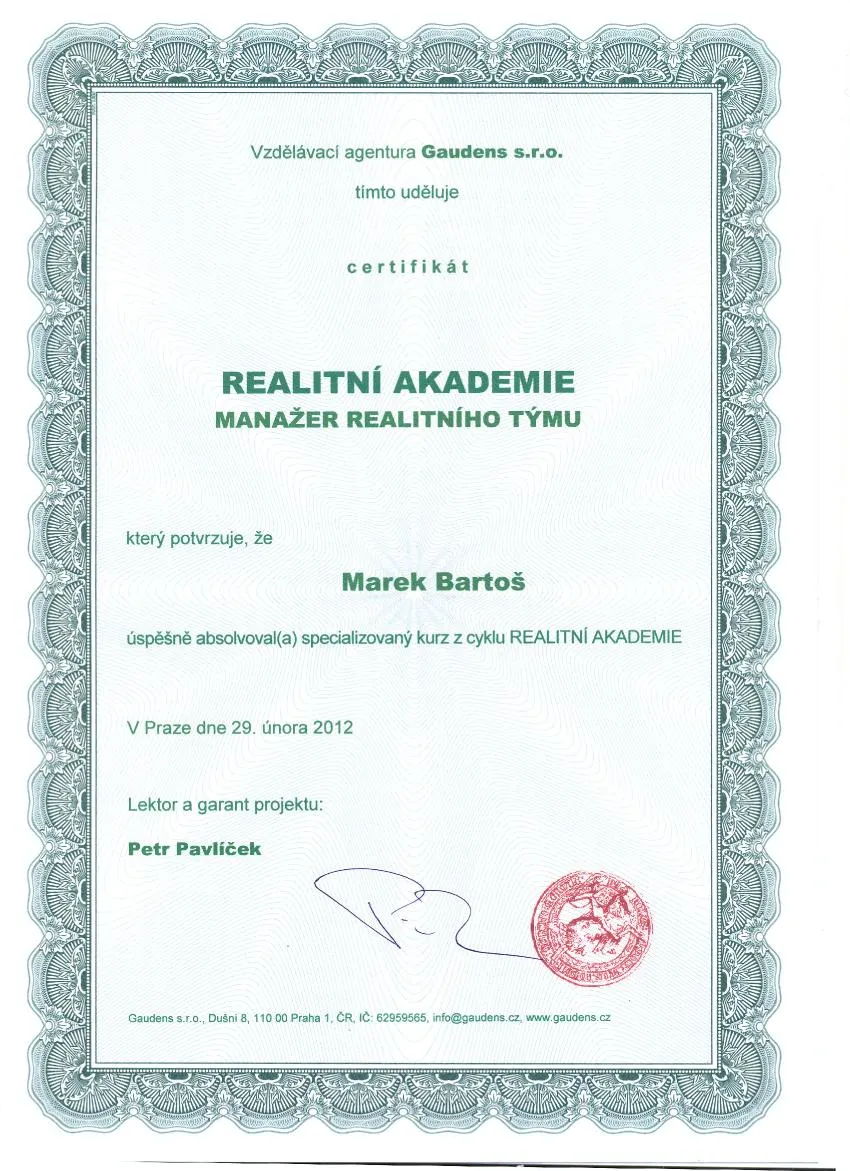 Vzdělávací agentura Gaudens s.r.o.
tímto uděluje
certifikát
REALITNÍ AKADEMIE
MANAŽER REALITNÍHO TÝMU
který potvrzuje, že
Marek Bartoš
úspěšně absolvoval(a) specializovaný kurz z cyklu REALITNÍ AKADEMIE
V Praze dne 29. února 2012
Lektor a garant projektu:
Petr Pavlíček
Gaudens s.r.o., Dušni 8, 110 00 Praha 1, ČR, IČ: 62959565, info@gaudens.cz, www.gaudens.cz